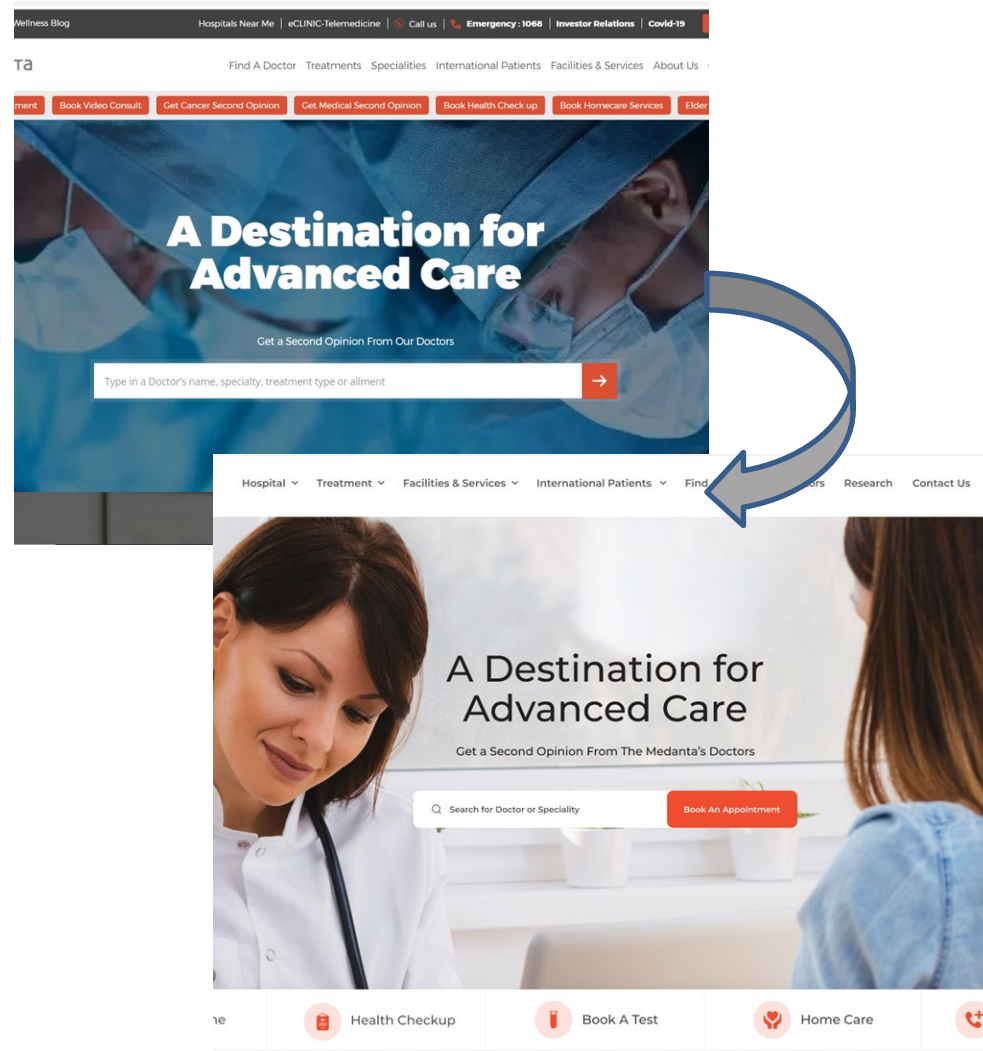 Wellness Blog
Hospitals Near Me | eCLINIC-Telemedicine | Call us | Emergency : 1068 | Investor Relations | Covid-19
Find A Doctor Treatments Specialities International Patients Facilities & Services About Us
Book Video Consult Get Cancer Second Opinion Get Medical Second Opinion Book Health Check up Book Homecare Services Elder
A Destination for
Advanced Care
Get a Second Opinion From Our Doctors
Type in a Doctor's name, specialty, treatment type or ailment
Hospital Treatment Facilities & Services International Patients Find Research Contact Us
A Destination for
Advanced Care
Get a Second Opinion From The Medanta's Doctors
Search for Doctor or Speciality Book An Appointment
Health Checkup Book A Test Home Care